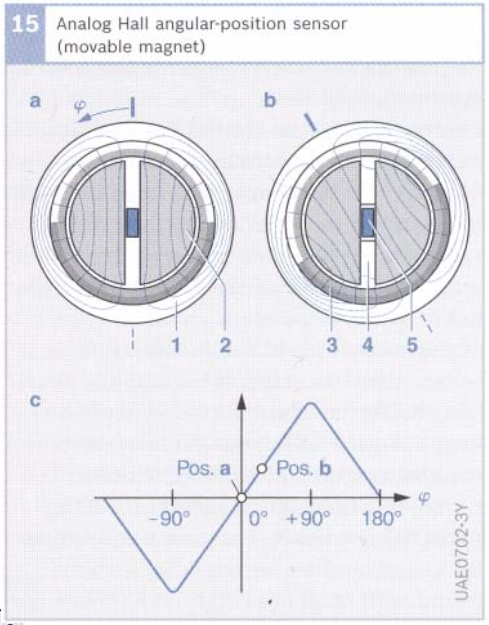 15 Analog Hall angular-position sensor
(movable magnet)
a
φ
b
1 2 3 4 5
c
Pos. a Pos. b
φ
-90° 0° +90° 180°
UAE0702-3Y